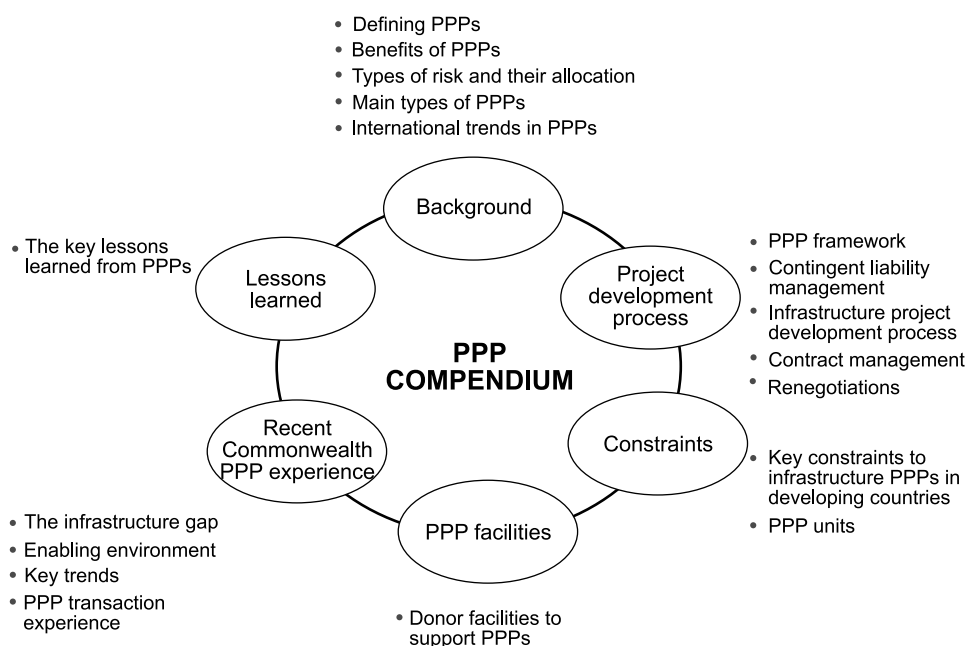 • Defining PPPs
• Benefits of PPPs
• Types of risk and their allocation
• Main types of PPPs
• International trends in PPPs
Background
• The key lessons
learned from PPPs
Lessons
learned
Project
development
process
• PPP framework
• Contingent liability
management
• Infrastructure project
development process
• Contract management
• Renegotiations
PPP
COMPENDIUM
Recent
Commonwealth
PPP experience
Constraints
• Key constraints to
infrastructure PPPs in
developing countries
• PPP units
PPP facilities
• The infrastructure gap
• Enabling environment
• Key trends
• PPP transaction
experience
• Donor facilities to
support PPPs